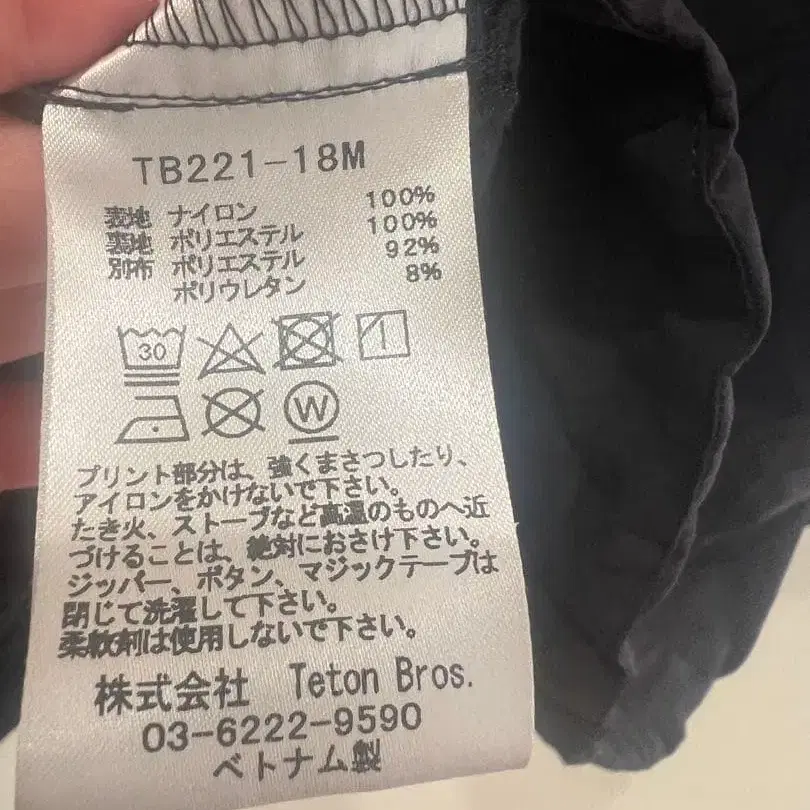 TB221-18M
表地 ナイロン 100%
裏地 ポリエステル 100%
別布 ポリエステル 92%
ポリウレタン 8%
30
W
プリント部分は、強くまさつしたり、
アイロンをかけないで下さい。
たき火、ストーブなど高温のものへ近
づけることは、絶対におさけ下さい。
ジッパー、ボタン、マジックテープは
閉じて洗濯して下さい。
柔軟剤は使用しないで下さい。
株式会社 Teton Bros.
03-6222-9590
ベトナム製